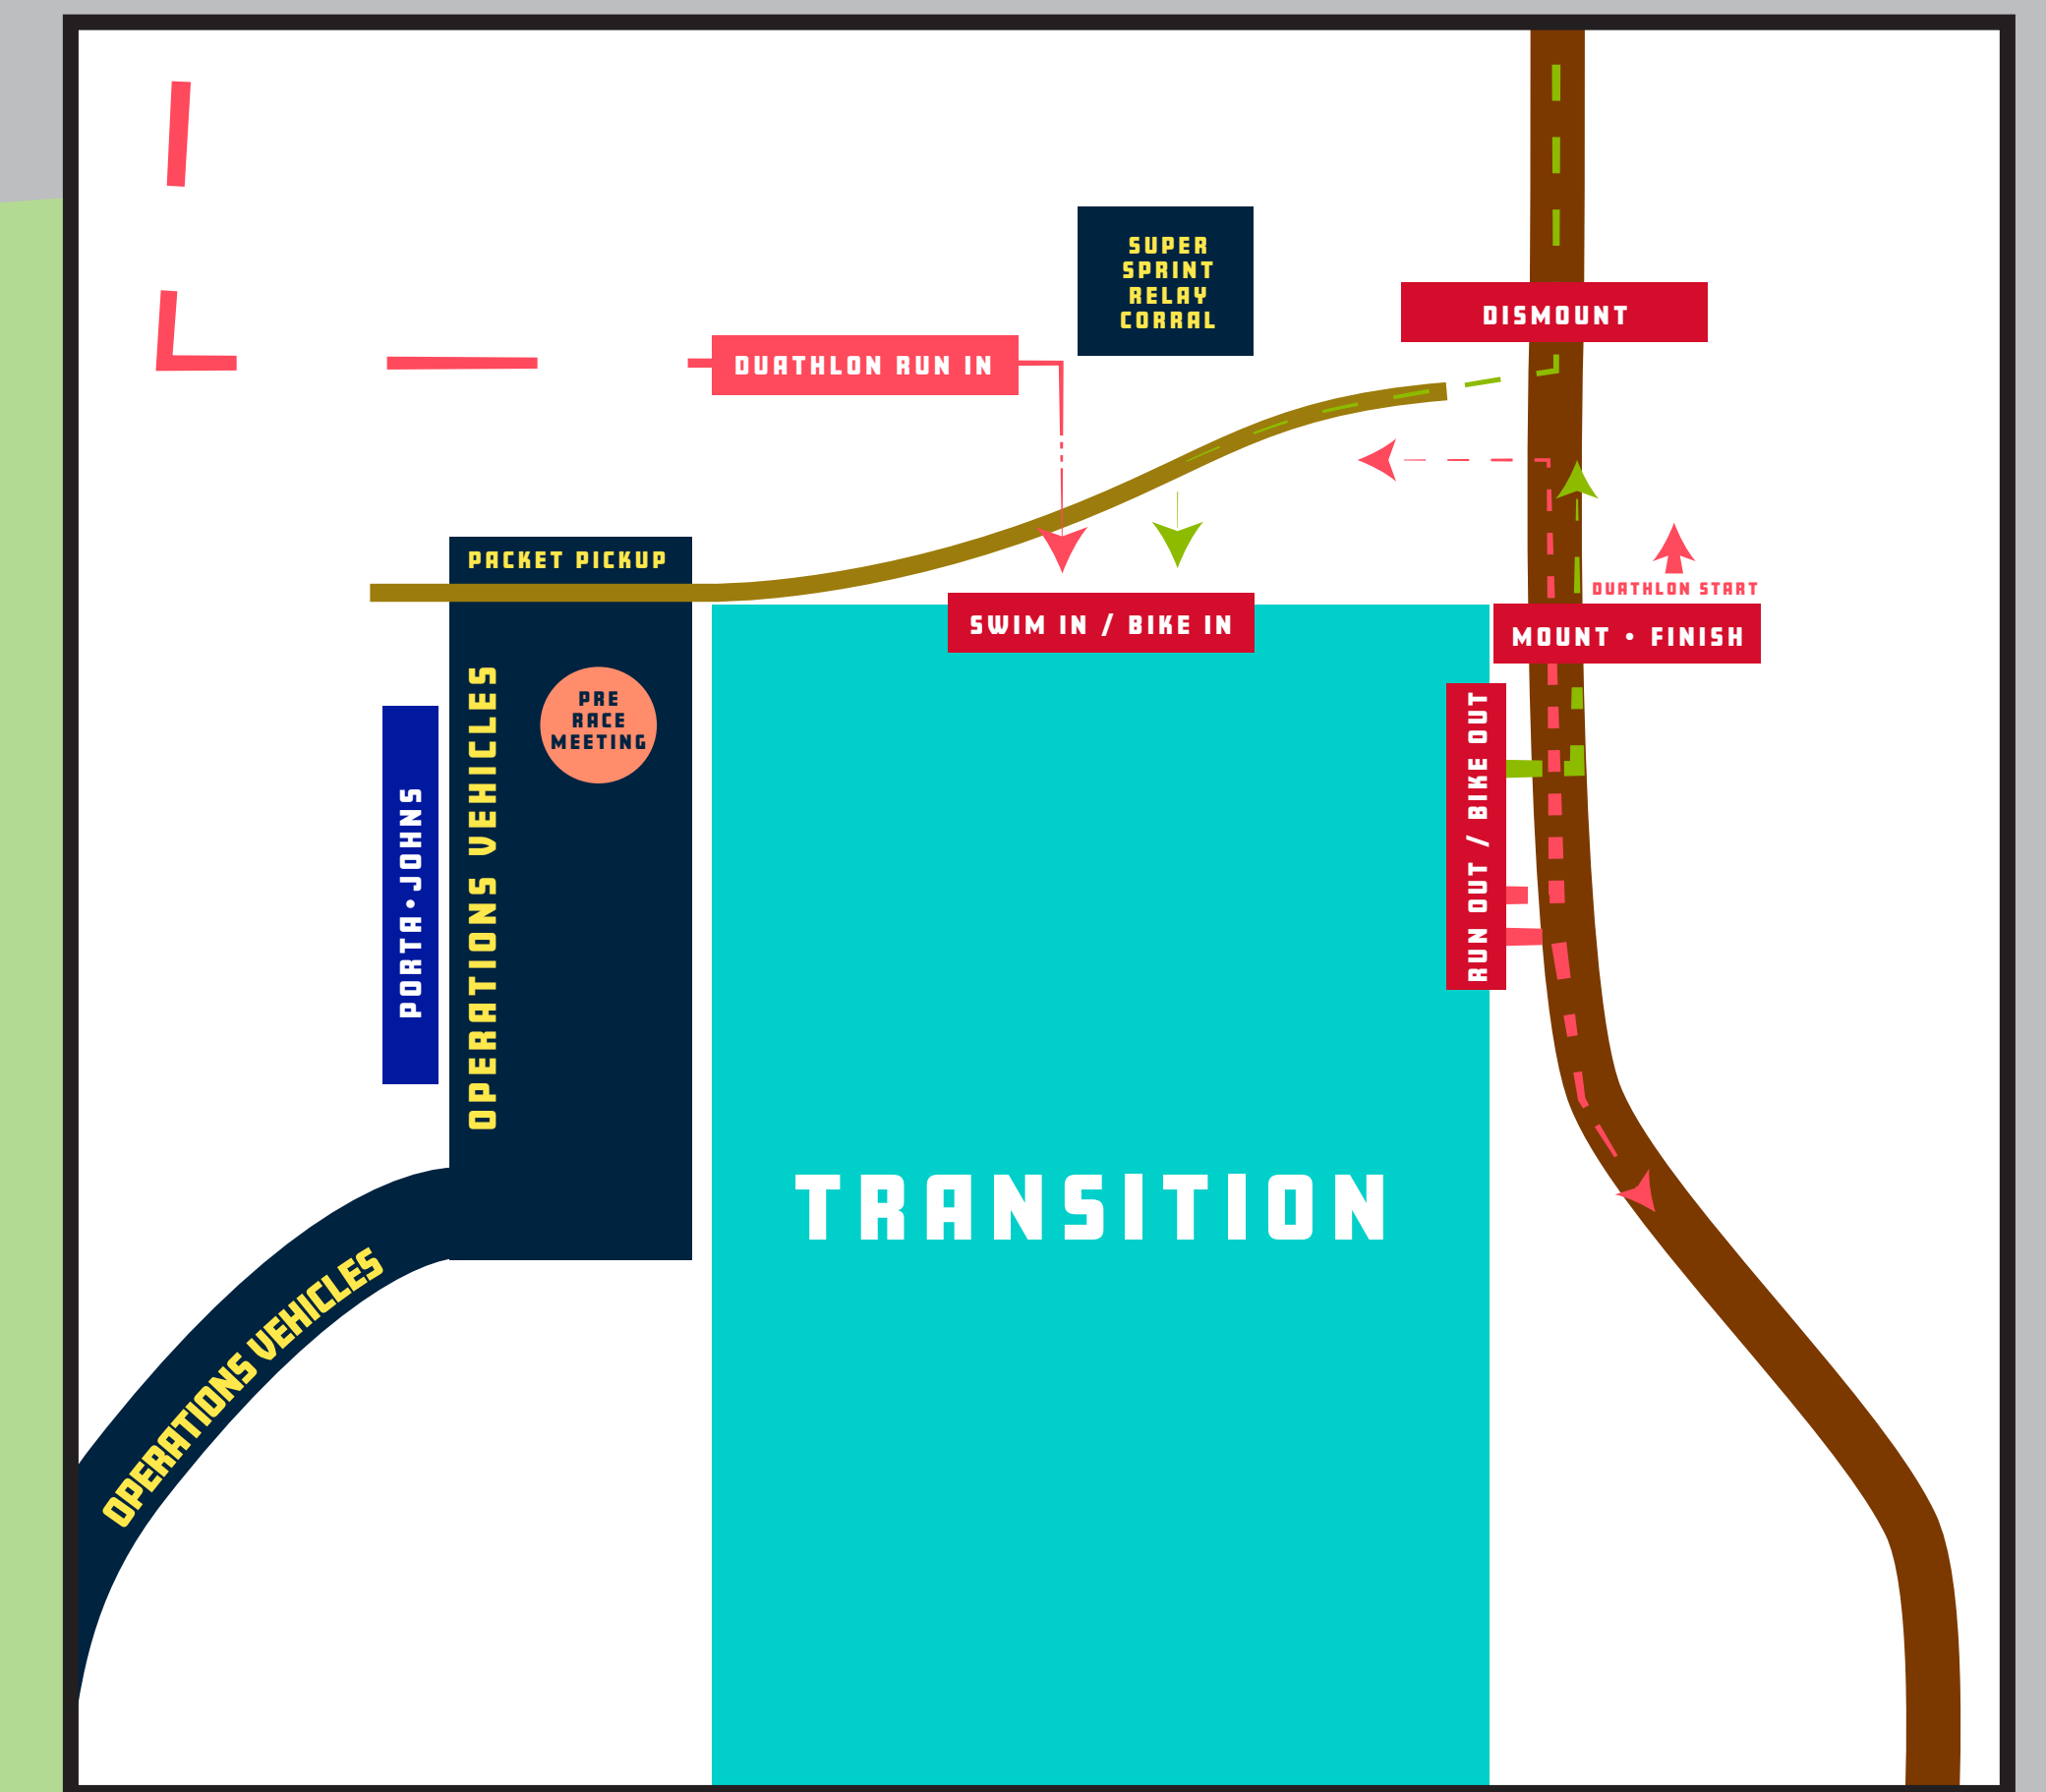 SUPER
SPRINT
RELAY
CORRAL
DISMOUNT
DUATHLON RUN IN
PACKET PICKUP
DUATHLON START
SWIM IN / BIKE IN
MOUNT • FINISH
PRE
RACE
MEETING
OPERATIONS VEHICLES
PORTA•JOHNS
RUN OUT / BIKE OUT
TRANSITION
OPERATIONS VEHICLES